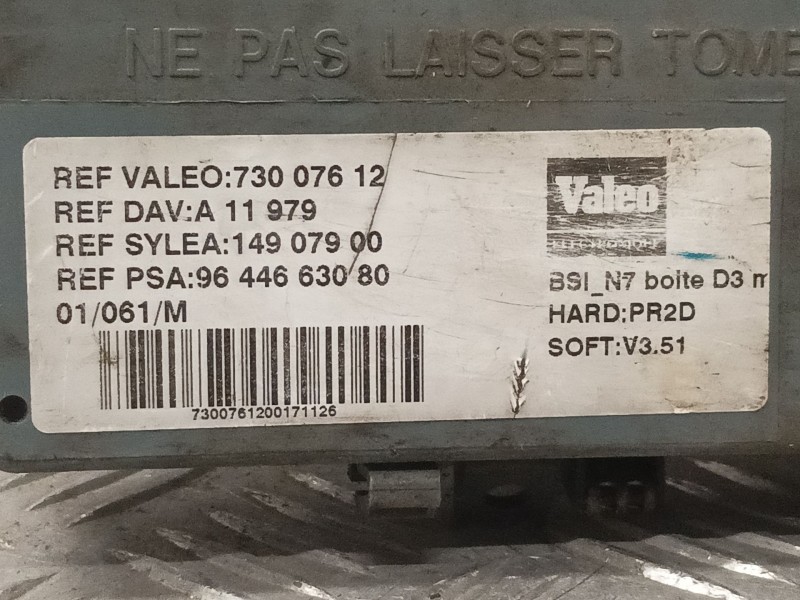 NE PAS LAISSER TOMBE
REF VALEO:730 076 12
REF DAV:A 11 979
REF SYLEA:149 079 00
REF PSA:96 446 630 80
01/061/M
7300761200171126
Valeo
BSI_N7 boite D3 m
HARD:PR2D
SOFT:V3.51